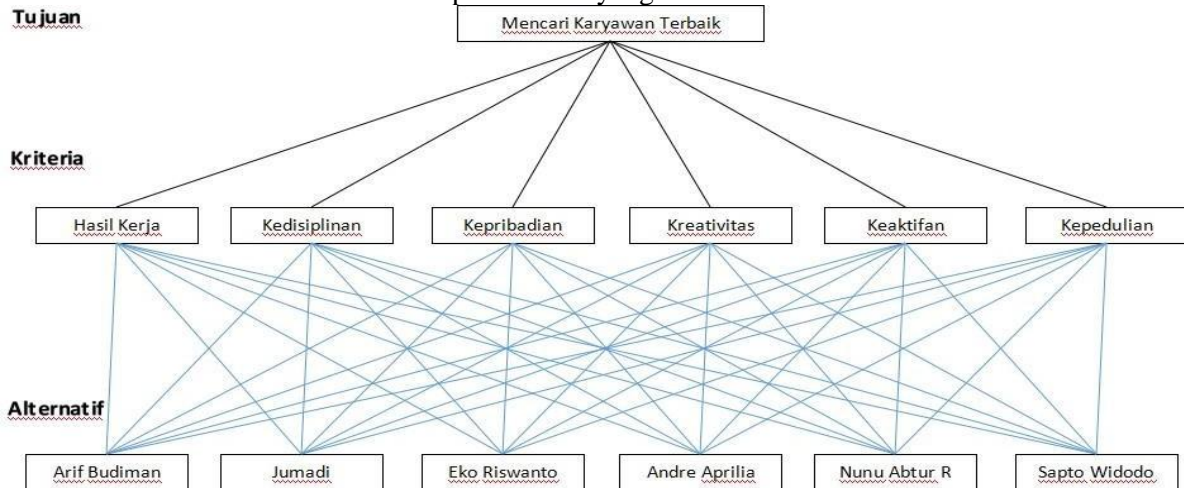 Tujuan
Mencari Karyawan Terbaik
Kriteria
Hasil Kerja
Kedisiplinan
Kepribadian
Kreativitas
Keaktifan
Kepedulian
Alternatif
Arif Budiman
Jumadi
Eko Riswanto
Andre Aprilia
Nunu Abtur R
Sapto Widodo